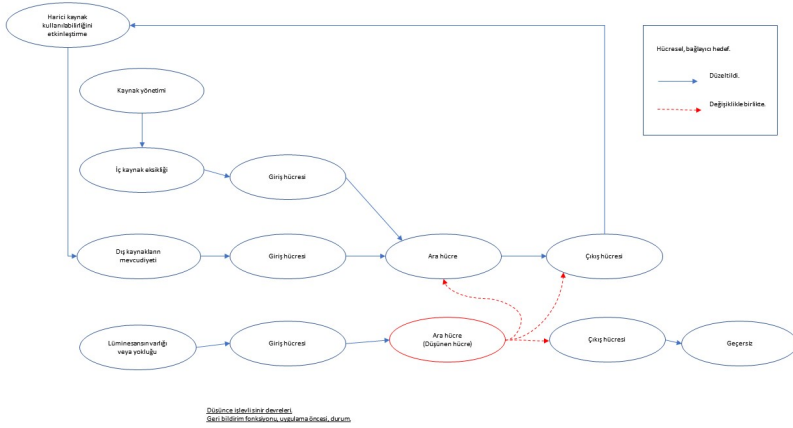 Harici kaynak
kullanılabilirliğini
etkinleştirme
Hücresel, bağlayıcı hedef.
Düzeltildi.
Değişiklikle birlikte.
Kaynak yönetimi
İç kaynak eksikliği
Giriş hücresi
Dış kaynakların
mevcudiyeti
Giriş hücresi
Ara hücre
Çıkış hücresi
Lüminesansın varlığı
veya yokluğu
Giriş hücresi
Ara hücre
(Düşünen hücre)
Çıkış hücresi
Geçersiz
Düşünce işlevli sinir devreleri.
Geri bildirim fonksiyonu, uygulama öncesi, durum.